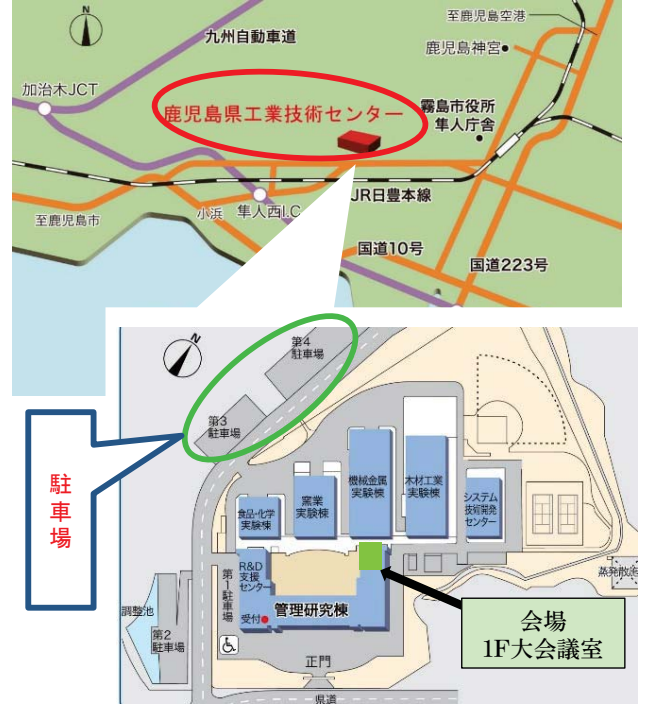 N
至鹿児島空港
九州自動車道
鹿児島神宮
加治木JCT
鹿児島県工業技術センター
霧島市役所
隼人庁舎
JR日豊本線
至鹿児島市
小浜
隼人西I.C
国道10号
国道223号
N
第4
駐車場
第3
駐車場
駐車場
機械金属
実験棟
木材工業
実験棟
窯業
実験棟
食品・化学
実験棟
システム
技術開発
センター
R&D
支援
センター
第1駐車場
管理研究棟
受付
調整池
第2
駐車場
正門
県道
会場
1F大会議室